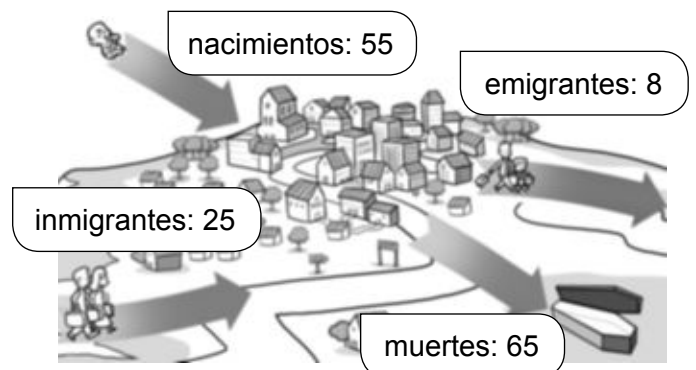 nacimientos: 55
emigrantes: 8
inmigrantes: 25
muertes: 65